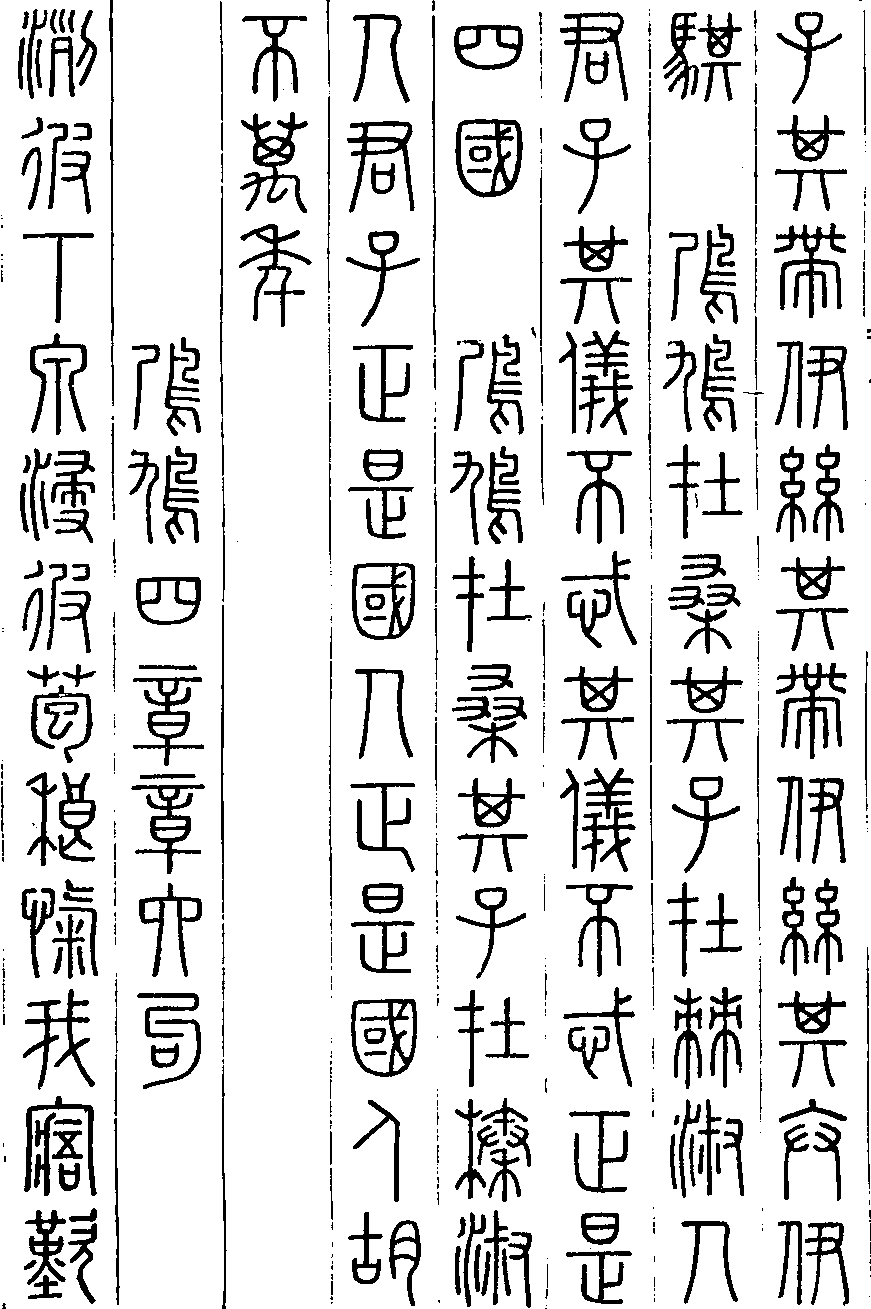 子其帶伊絲其帶伊絲其弁伊
騏　鳲鳩在桑其子在棘淑人
君子其儀不忒其儀不忒正是
四國　鳲鳩在桑其子在榛淑
人君子正是國人正是國人胡
不萬年
鳲鳩四章章六句
洌彼下泉浸彼苞稂愾我寤歎